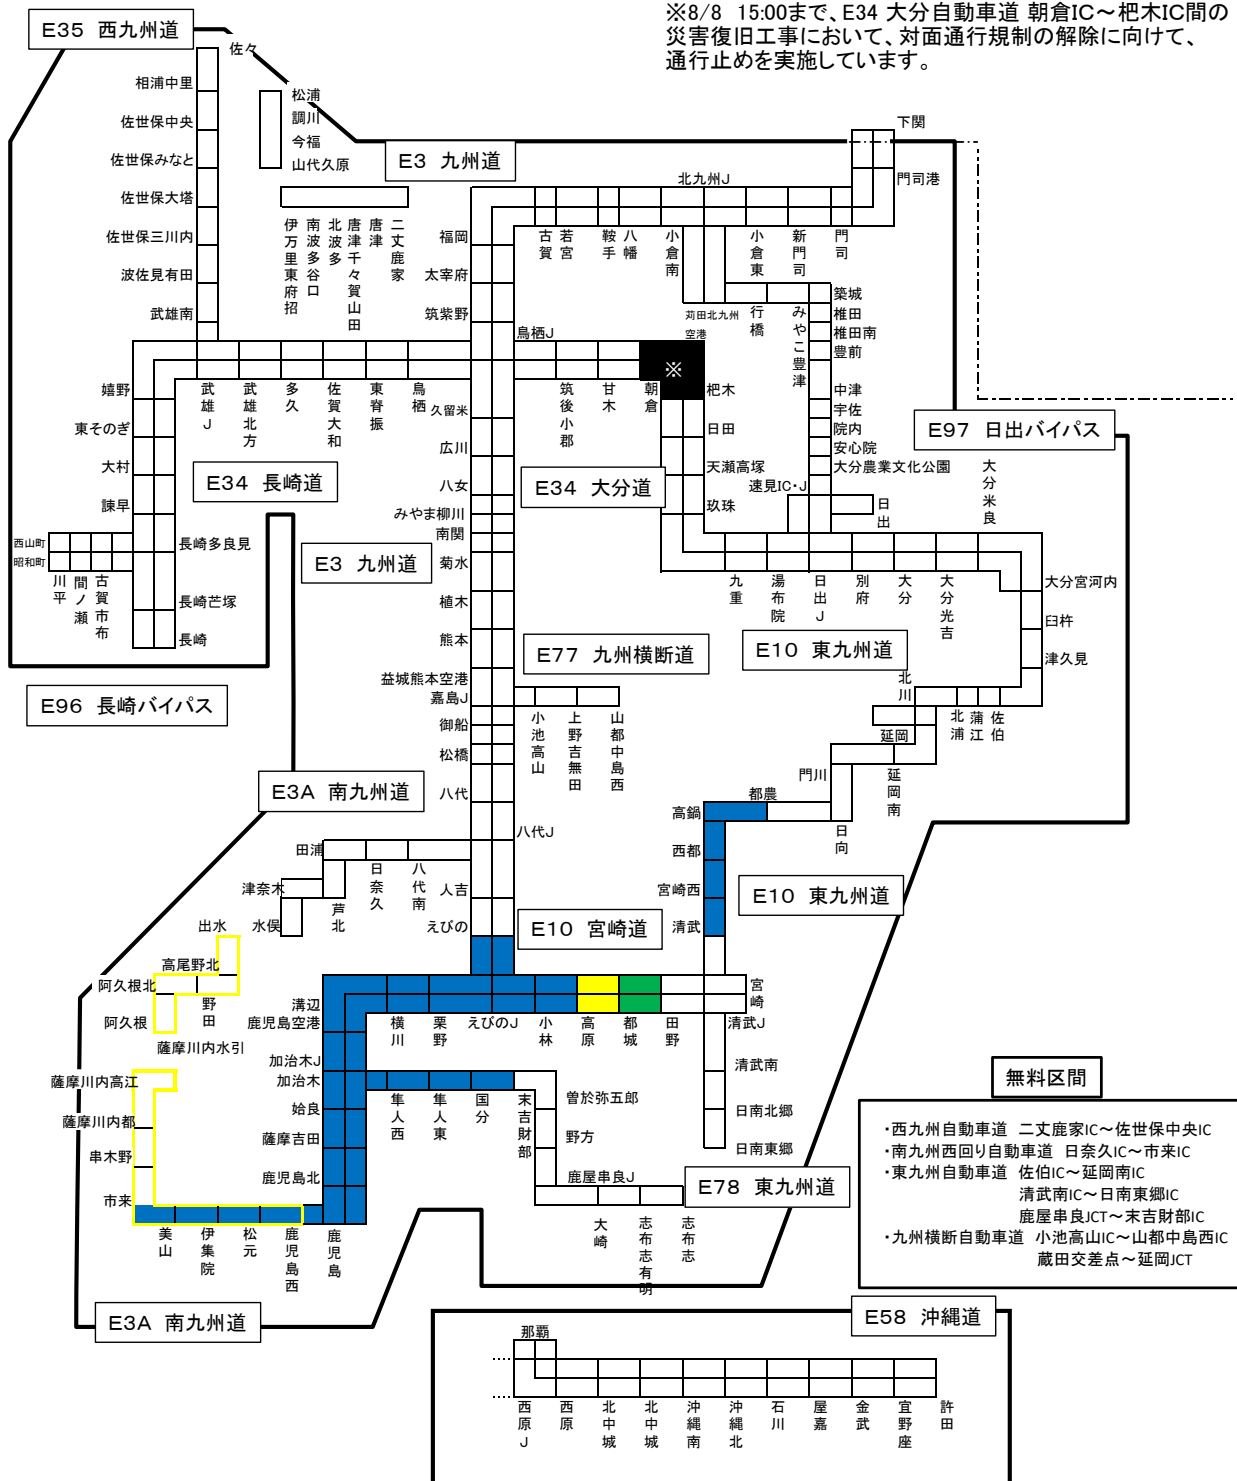 ※8/8 15:00まで、E34 大分自動車道 朝倉IC～杷木IC間の
災害復旧工事において、対面通行規制の解除に向けて、
通行止めを実施しています。
E35 西九州道
佐々
相浦中里
佐世保中央
佐世保みなと
佐世保大塔
佐世保三川内
波佐見有田
武雄南
松浦
調川
今福
山代久原
E3 九州道
伊万里東府招
南波多谷口
北波多
唐津千々賀山田
唐津
二丈鹿家
下関
門司港
北九州J
福岡
太宰府
筑紫野
鳥栖J
古賀
若宮
鞍手
八幡
小倉南
小倉東
新門司
門司
苅田北九州
空港
行橋
みやこ豊津
築城
椎田
椎田南
豊前
中津
宇佐
院内
安心院
大分農業文化公園
速見IC・J
日出
大分米良
E97 日出バイパス
※
嬉野
東そのぎ
大村
諫早
武雄J
武雄北方
多久
佐賀大和
東脊振
鳥栖
筑後小郡
甘木
朝倉
杷木
日田
天瀬高塚
玖珠
E34 長崎道
E34 大分道
久留米
広川
八女
みやま柳川
南関
菊水
植木
熊本
益城熊本空港
嘉島J
御船
松橋
八代
西山町
昭和町
川平
間ノ瀬
古賀市布
長崎多良見
長崎芒塚
長崎
E3 九州道
九重
湯布院
日出J
別府
大分
大分光吉
大分宮河内
臼杵
津久見
E77 九州横断道
E10 東九州道
E96 長崎バイパス
小池高山
上野吉無田
山都中島西
北川
北浦
蒲江
佐伯
延岡
延岡南
門川
日向
都農
高鍋
西都
宮崎西
清武
E3A 南九州道
八代J
田浦
津奈木
水俣
芦北
日奈久
八代南
人吉
えびの
E10 東九州道
E10 宮崎道
出水
高尾野北
阿久根北
阿久根
野田
薩摩川内水引
溝辺
鹿児島空港
横川
栗野
えびのJ
小林
高原
都城
田野
宮崎
清武J
清武南
日南北郷
日南東郷
加治木J
加治木
姶良
薩摩吉田
鹿児島北
隼人西
隼人東
国分
末吉財部
曽於弥五郎
野方
鹿屋串良J
大崎
志布志有明
志布志
E78 東九州道
薩摩川内高江
薩摩川内都
串木野
市来
美山
伊集院
松元
鹿児島西
鹿児島
E3A 南九州道
無料区間
・西九州自動車道 二丈鹿家IC～佐世保中央IC
・南九州西回り自動車道 日奈久IC～市来IC
・東九州自動車道 佐伯IC～延岡南IC
清武南IC～日南東郷IC
鹿屋串良JCT～末吉財部IC
・九州横断自動車道 小池高山IC～山都中島西IC
蔵田交差点～延岡JCT
E58 沖縄道
那覇
西原J
西原
北中城
北中城
沖縄南
沖縄北
石川
屋嘉
金武
宜野座
許田